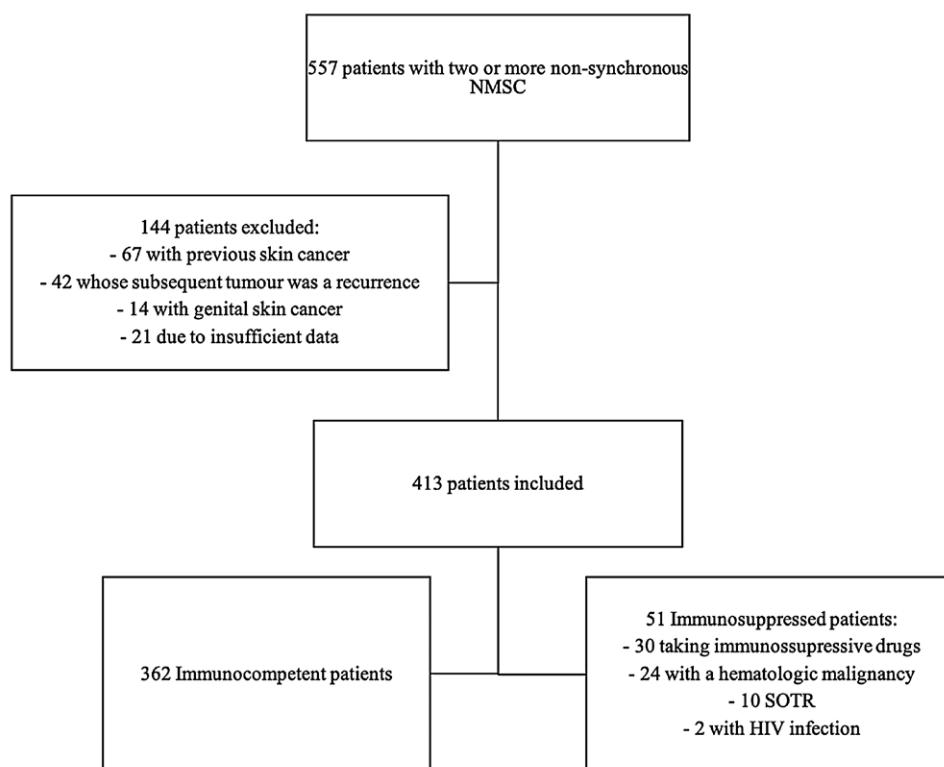 557 patients with two or more non-synchronous
NMSC
144 patients excluded:
- 67 with previous skin cancer
- 42 whose subsequent tumour was a recurrence
- 14 with genital skin cancer
- 21 due to insufficient data
413 patients included
362 Immunocompetent patients
51 Immunosuppressed patients:
- 30 taking immunossupressive drugs
- 24 with a hematologic malignancy
- 10 SOTR
- 2 with HIV infection